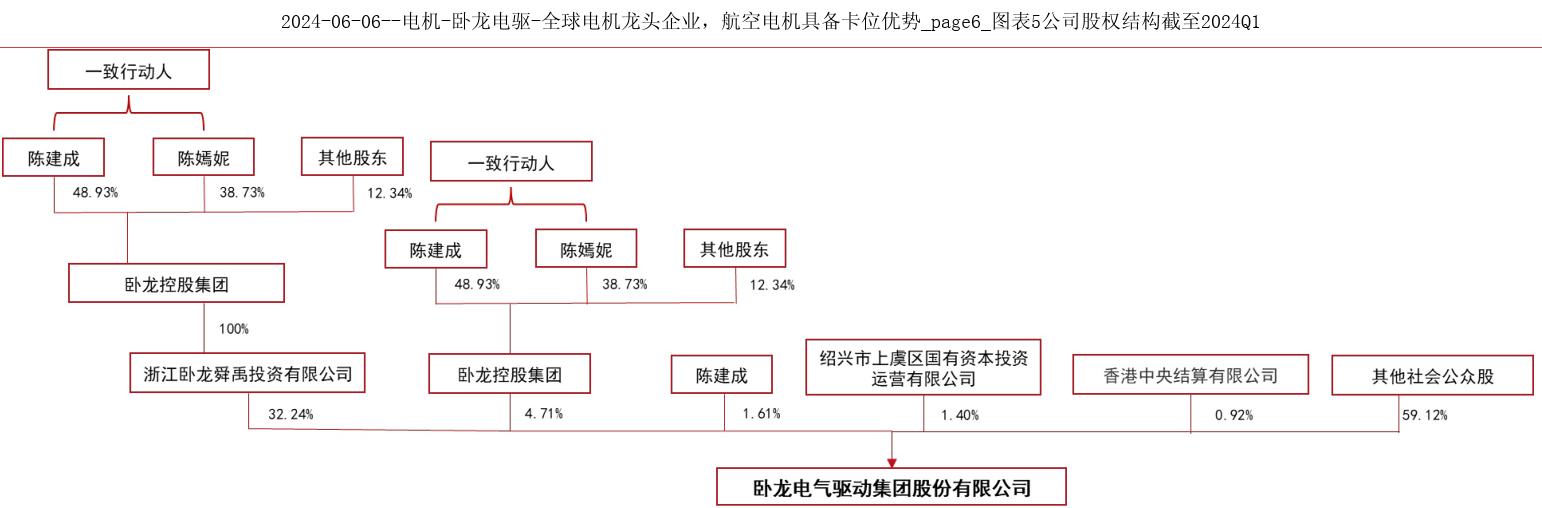 2024-06-06--电机-卧龙电驱-全球电机龙头企业，航空电机具备卡位优势_page6_图表5公司股权结构截至2024Q1
一致行动人
陈建成
陈嫣妮
其他股东
48.93%
38.73%
12.34%
一致行动人
陈建成
陈嫣妮
其他股东
48.93%
38.73%
12.34%
卧龙控股集团
100%
浙江卧龙舜禹投资有限公司
卧龙控股集团
陈建成
绍兴市上虞区国有资本投资
运营有限公司
香港中央结算有限公司
其他社会公众股
32.24%
4.71%
1.61%
1.40%
0.92%
59.12%
卧龙电气驱动集团股份有限公司